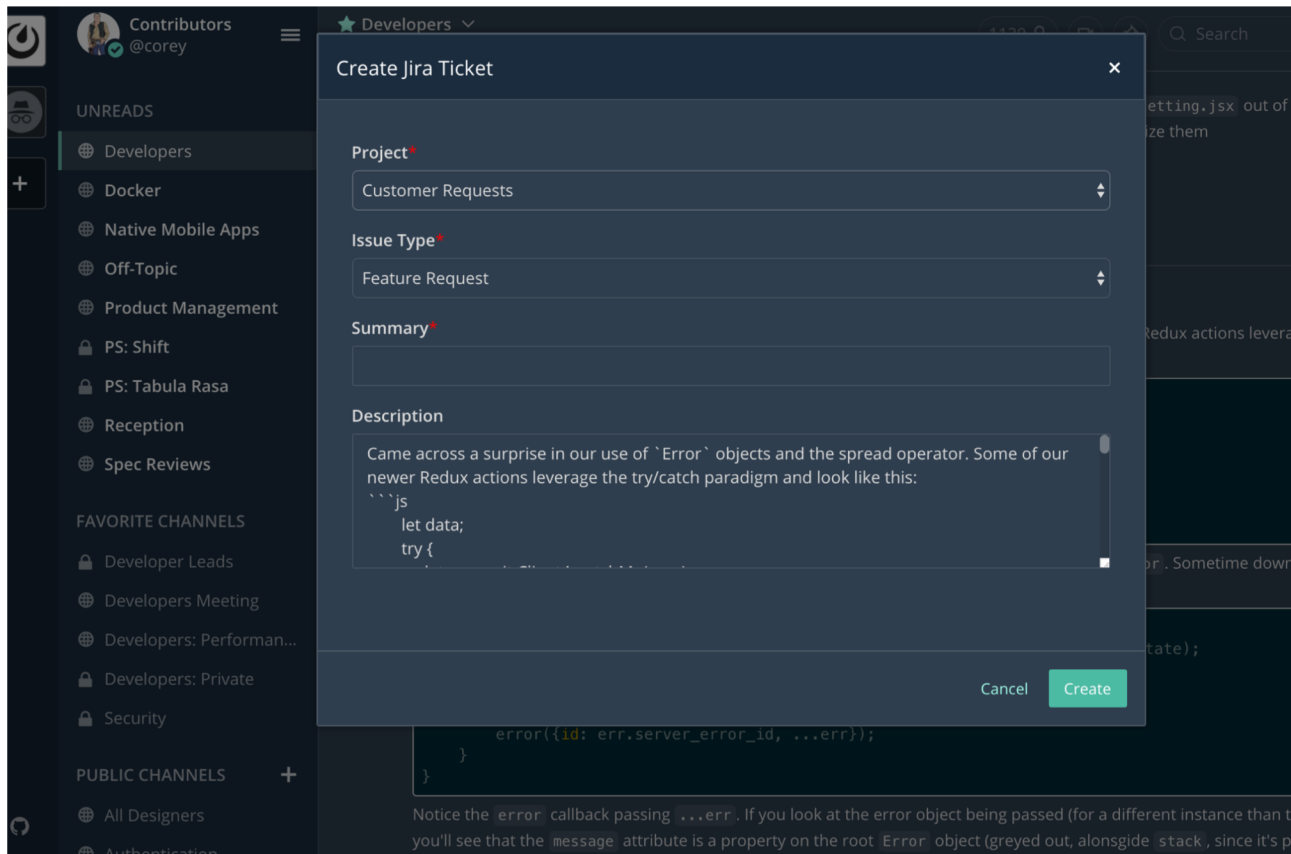 Contributors
@corey
UNREADS
Developers
Docker
Native Mobile Apps
Off-Topic
Product Management
PS: Shift
PS: Tabula Rasa
Reception
Spec Reviews
FAVORITE CHANNELS
Developer Leads
Developers Meeting
Developers: Performan...
Developers: Private
Security
PUBLIC CHANNELS
All Designers
Authentication
Developers
Search
Create Jira Ticket
Project*
Customer Requests
Issue Type*
Feature Request
Summary*
Description
Came across a surprise in our use of `Error` objects and the spread operator. Some of our
newer Redux actions leverage the try/catch paradigm and look like this:
```js
let data;
try {
Cancel
Create
etting.jsx out of
ize them
Redux actions levera
or. Sometime down
tate);
error({id: err.server_error_id, ...err});
}
}
Notice the error callback passing ...err. If you look at the error object being passed (for a different instance than t
you'll see that the message attribute is a property on the root Error object (greyed out, alonsgide stack, since it's p